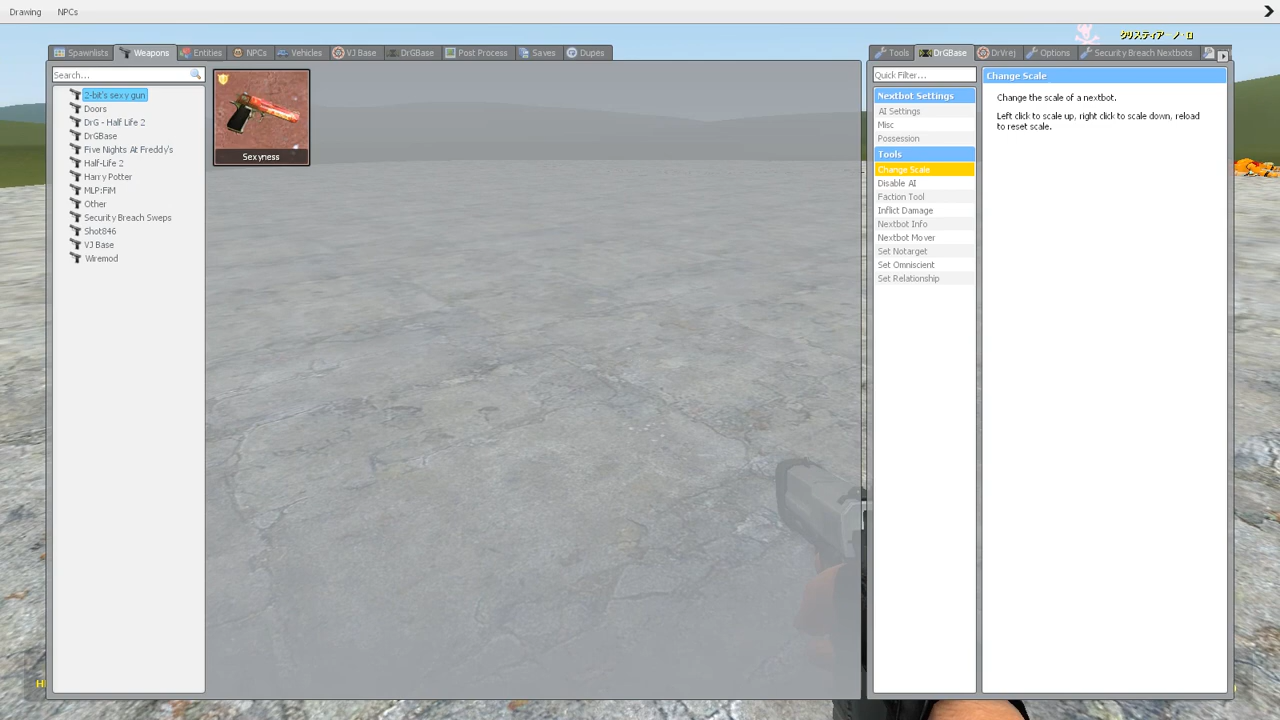 Drawing NPCs
クリスティアーノ・ロ
Spawnlists Weapons Entities NPCs Vehicles VJ Base DrGBase Post Process Saves Dupes
Tools DrGBase DrVrej Options Security Breach Nextbots
Search...
2-bit's sexy gun
Doors
DrG - Half Life 2
DrGBase
Five Nights At Freddy's
Half-Life 2
Harry Potter
MLP:FiM
Other
Security Breach Sweps
Shot846
VJ Base
Wiremod
Sexyness
Quick Filter...
Nextbot Settings
AI Settings
Misc
Possession
Tools
Change Scale
Disable AI
Faction Tool
Inflict Damage
Nextbot Info
Nextbot Mover
Set Notarget
Set Omniscient
Set Relationship
Change Scale
Change the scale of a nextbot.
Left click to scale up, right click to scale down, reload
to reset scale.